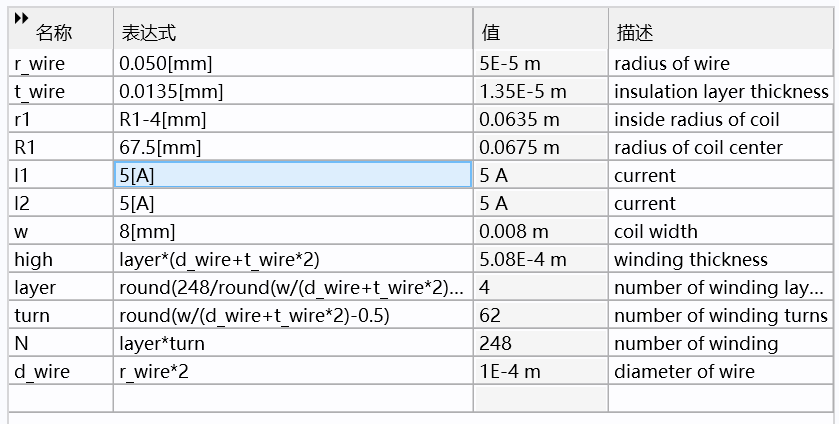 名称 表达式 值 描述
r_wire 0.050[mm] 5E-5 m radius of wire
t_wire 0.0135[mm] 1.35E-5 m insulation layer thickness
r1 R1-4[mm] 0.0635 m inside radius of coil
R1 67.5[mm] 0.0675 m radius of coil center
I1 5[A] 5 A current
I2 5[A] 5 A current
w 8[mm] 0.008 m coil width
high layer*(d_wire+t_wire*2) 5.08E-4 m winding thickness
layer round(248/round(w/(d_wire+t_wire*2)... 4 number of winding lay...
turn round(w/(d_wire+t_wire*2)-0.5) 62 number of winding turns
N layer*turn 248 number of winding
d_wire r_wire*2 1E-4 m diameter of wire